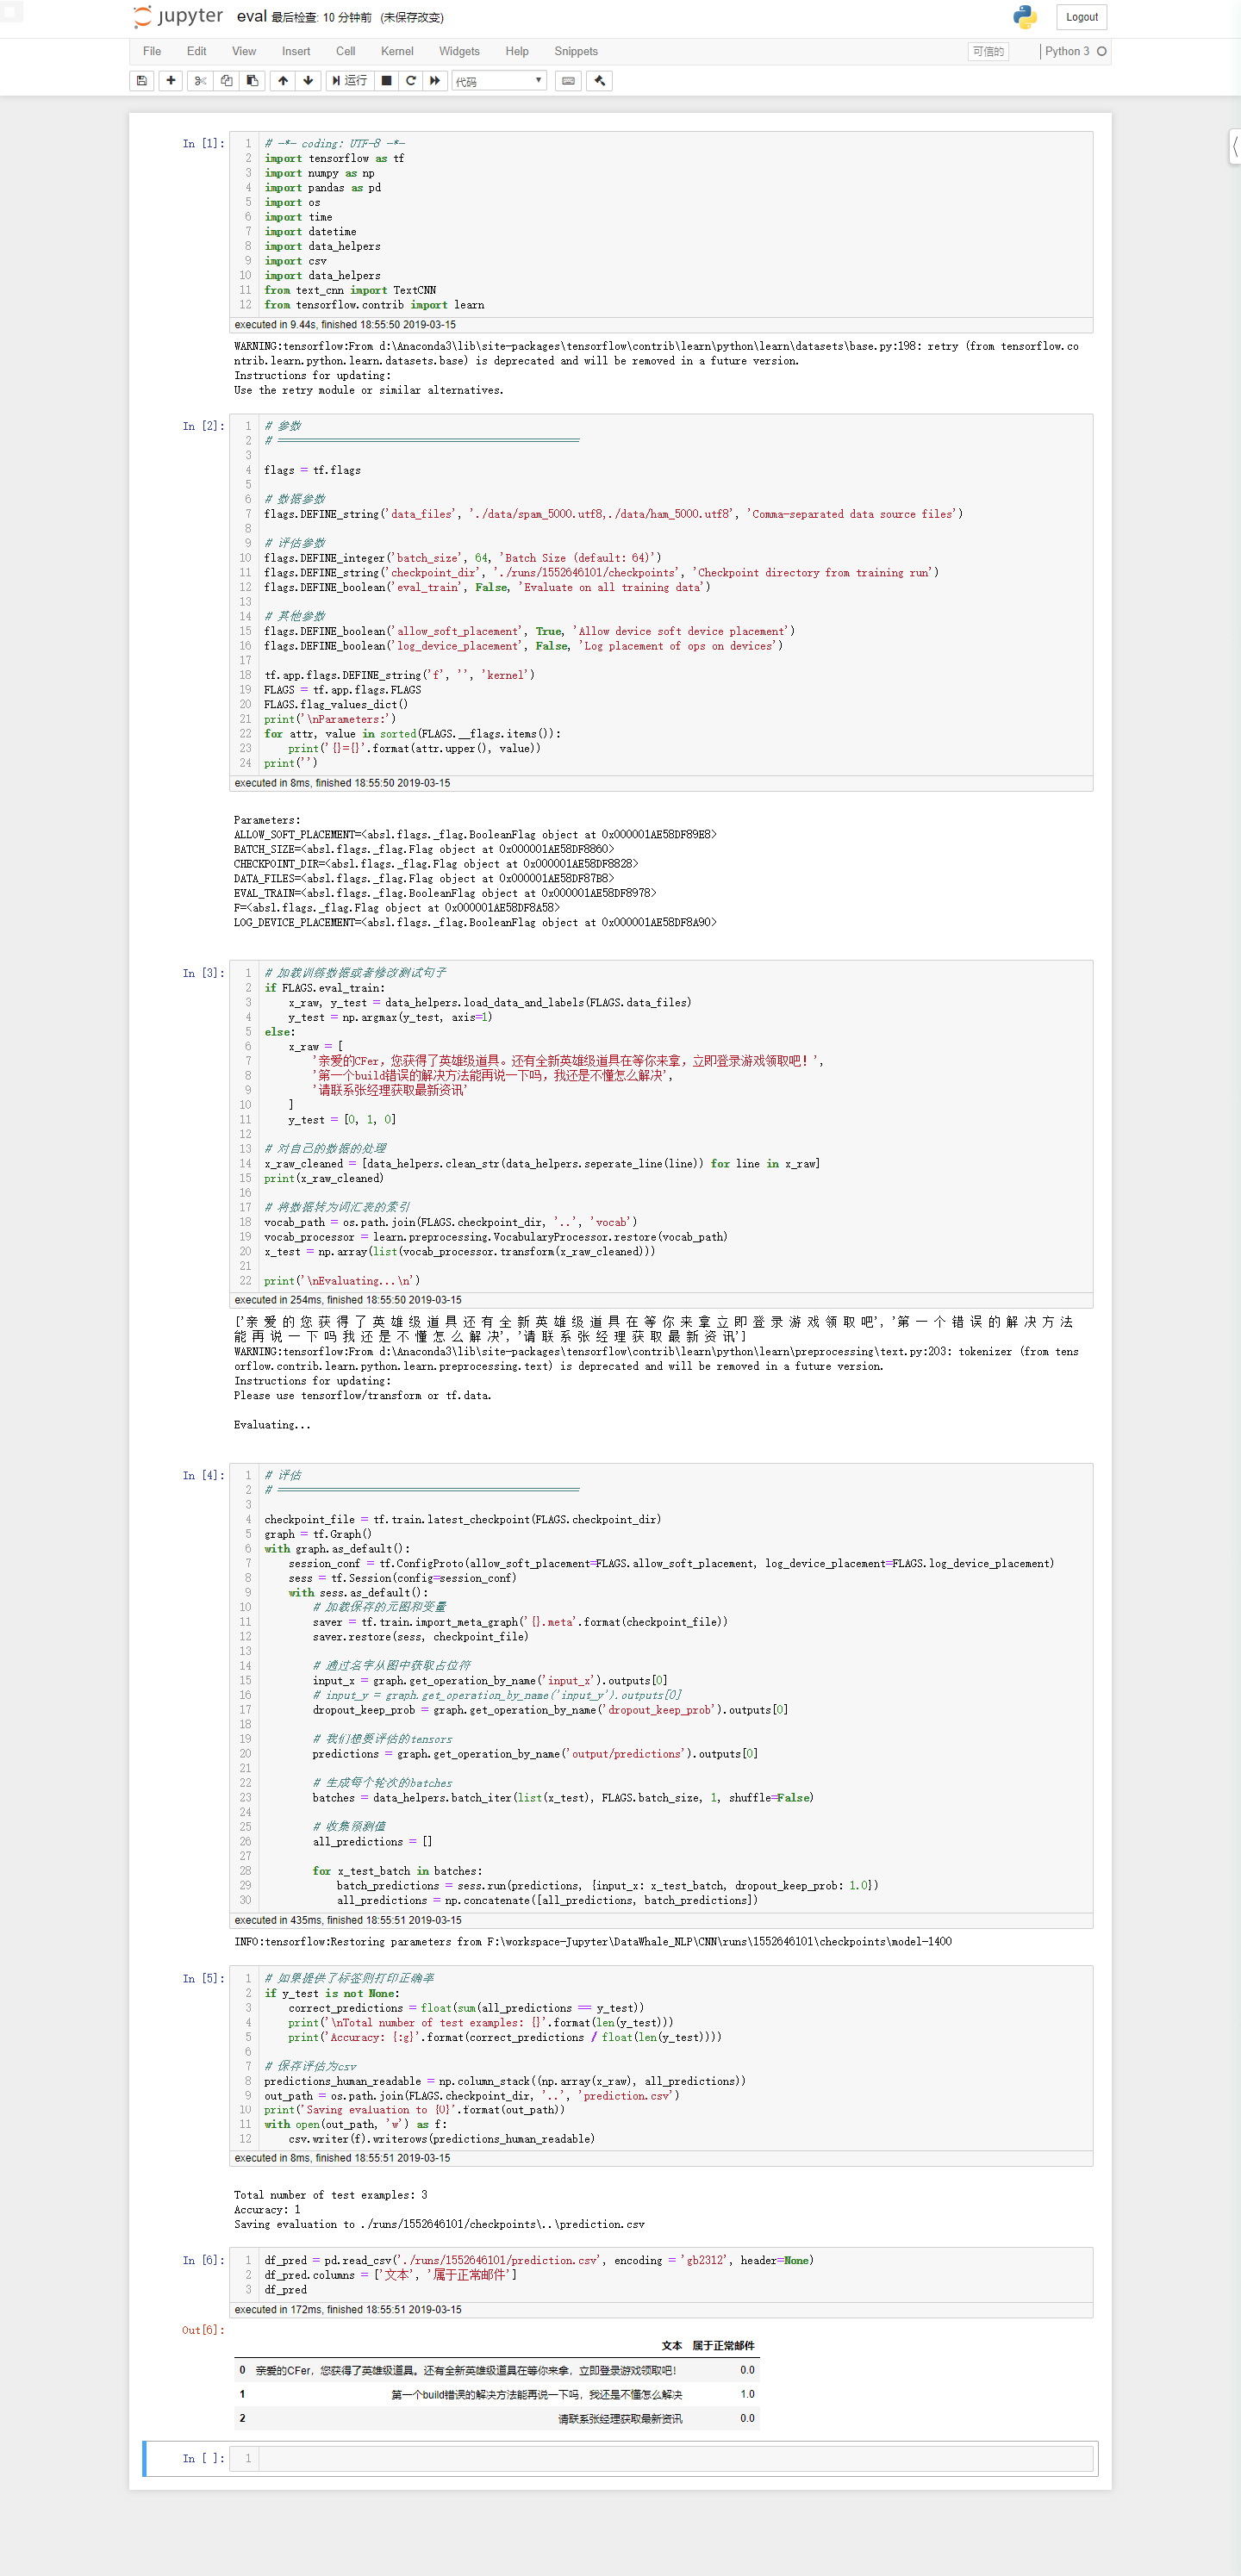 jupyter eval 最后检查: 10 分钟前 (未保存改变) Logout
File Edit View Insert Cell Kernel Widgets Help Snippets 可信的 Python 3
运行 代码
In [1]:
1 # -*- coding: UTF-8 -*-
2 import tensorflow as tf
3 import numpy as np
4 import pandas as pd
5 import os
6 import time
7 import datetime
8 import data_helpers
9 import csv
10 import data_helpers
11 from text_cnn import TextCNN
12 from tensorflow.contrib import learn
executed in 9.44s, finished 18:55:50 2019-03-15
WARNING:tensorflow:From d:\Anaconda3\lib\site-packages\tensorflow\contrib\learn\python\learn\datasets\base.py:198: retry (from tensorflow.co
ntrib.learn.python.learn.datasets.base) is deprecated and will be removed in a future version.
Instructions for updating:
Use the retry module or similar alternatives.
In [2]:
1 # 参数
2 # ==================================================
3
4 flags = tf.flags
5
6 # 数据参数
7 flags.DEFINE_string('data_files', './data/spam_5000.utf8,./data/ham_5000.utf8', 'Comma-separated data source files')
8
9 # 评估参数
10 flags.DEFINE_integer('batch_size', 64, 'Batch Size (default: 64)')
11 flags.DEFINE_string('checkpoint_dir', './runs/1552646101/checkpoints', 'Checkpoint directory from training run')
12 flags.DEFINE_boolean('eval_train', False, 'Evaluate on all training data')
13
14 # 其他参数
15 flags.DEFINE_boolean('allow_soft_placement', True, 'Allow device soft device placement')
16 flags.DEFINE_boolean('log_device_placement', False, 'Log placement of ops on devices')
17
18 tf.app.flags.DEFINE_string('f', '', 'kernel')
19 FLAGS = tf.app.flags.FLAGS
20 FLAGS.flag_values_dict()
21 print('\nParameters:')
22 for attr, value in sorted(FLAGS.__flags.items()):
23     print('{}={}'.format(attr.upper(), value))
24 print('')
executed in 8ms, finished 18:55:50 2019-03-15
Parameters:
ALLOW_SOFT_PLACEMENT=<absl.flags._flag.BooleanFlag object at 0x000001AE58DF89E8>
BATCH_SIZE=<absl.flags._flag.Flag object at 0x000001AE58DF8860>
CHECKPOINT_DIR=<absl.flags._flag.Flag object at 0x000001AE58DF8828>
DATA_FILES=<absl.flags._flag.Flag object at 0x000001AE58DF87B8>
EVAL_TRAIN=<absl.flags._flag.BooleanFlag object at 0x000001AE58DF8978>
F=<absl.flags._flag.Flag object at 0x000001AE58DF8A58>
LOG_DEVICE_PLACEMENT=<absl.flags._flag.BooleanFlag object at 0x000001AE58DF8A90>
In [3]:
1 # 加载训练数据或者修改测试句子
2 if FLAGS.eval_train:
3     x_raw, y_test = data_helpers.load_data_and_labels(FLAGS.data_files)
4     y_test = np.argmax(y_test, axis=1)
5 else:
6     x_raw = [
7         '亲爱的CFer，您获得了英雄级道具。还有全新英雄级道具在等你来拿，立即登录游戏领取吧！',
8         '第一个build错误的解决方法能再说一下吗，我还是不懂怎么解决',
9         '请联系张经理获取最新资讯'
10     ]
11     y_test = [0, 1, 0]
12
13 # 对自己的数据的处理
14 x_raw_cleaned = [data_helpers.clean_str(data_helpers.seperate_line(line)) for line in x_raw]
15 print(x_raw_cleaned)
16
17 # 将数据转为词汇表的索引
18 vocab_path = os.path.join(FLAGS.checkpoint_dir, '..', 'vocab')
19 vocab_processor = learn.preprocessing.VocabularyProcessor.restore(vocab_path)
20 x_test = np.array(list(vocab_processor.transform(x_raw_cleaned)))
21
22 print('\nEvaluating...\n')
executed in 254ms, finished 18:55:50 2019-03-15
['亲 爱 的 您 获 得 了 英 雄 级 道 具 还 有 全 新 英 雄 级 道 具 在 等 你 来 拿 立 即 登 录 游 戏 领 取 吧', '第 一 个 错 误 的 解 决 方 法
能 再 说 一 下 吗 我 还 是 不 懂 怎 么 解 决', '请 联 系 张 经 理 获 取 最 新 资 讯']
WARNING:tensorflow:From d:\Anaconda3\lib\site-packages\tensorflow\contrib\learn\python\learn\preprocessing\text.py:203: tokenizer (from tens
orflow.contrib.learn.python.learn.preprocessing.text) is deprecated and will be removed in a future version.
Instructions for updating:
Please use tensorflow/transform or tf.data.
Evaluating...
In [4]:
1 # 评估
2 # ==================================================
3
4 checkpoint_file = tf.train.latest_checkpoint(FLAGS.checkpoint_dir)
5 graph = tf.Graph()
6 with graph.as_default():
7     session_conf = tf.ConfigProto(allow_soft_placement=FLAGS.allow_soft_placement, log_device_placement=FLAGS.log_device_placement)
8     sess = tf.Session(config=session_conf)
9     with sess.as_default():
10         # 加载保存的元图和变量
11         saver = tf.train.import_meta_graph('{}.meta'.format(checkpoint_file))
12         saver.restore(sess, checkpoint_file)
13
14         # 通过名字从图中获取占位符
15         input_x = graph.get_operation_by_name('input_x').outputs[0]
16         # input_y = graph.get_operation_by_name('input_y').outputs[0]
17         dropout_keep_prob = graph.get_operation_by_name('dropout_keep_prob').outputs[0]
18
19         # 我们想要评估的tensors
20         predictions = graph.get_operation_by_name('output/predictions').outputs[0]
21
22         # 生成每个轮次的batches
23         batches = data_helpers.batch_iter(list(x_test), FLAGS.batch_size, 1, shuffle=False)
24
25         # 收集预测值
26         all_predictions = []
27
28         for x_test_batch in batches:
29             batch_predictions = sess.run(predictions, {input_x: x_test_batch, dropout_keep_prob: 1.0})
30             all_predictions = np.concatenate([all_predictions, batch_predictions])
executed in 435ms, finished 18:55:51 2019-03-15
INFO:tensorflow:Restoring parameters from F:\workspace-Jupyter\DataWhale_NLP\CNN\runs\1552646101\checkpoints\model-1400
In [5]:
1 # 如果提供了标签则打印正确率
2 if y_test is not None:
3     correct_predictions = float(sum(all_predictions == y_test))
4     print('\nTotal number of test examples: {}'.format(len(y_test)))
5     print('Accuracy: {:g}'.format(correct_predictions / float(len(y_test))))
6
7 # 保存评估为csv
8 predictions_human_readable = np.column_stack((np.array(x_raw), all_predictions))
9 out_path = os.path.join(FLAGS.checkpoint_dir, '..', 'prediction.csv')
10 print('Saving evaluation to {0}'.format(out_path))
11 with open(out_path, 'w') as f:
12     csv.writer(f).writerows(predictions_human_readable)
executed in 8ms, finished 18:55:51 2019-03-15
Total number of test examples: 3
Accuracy: 1
Saving evaluation to ./runs/1552646101/checkpoints\..\prediction.csv
In [6]:
1 df_pred = pd.read_csv('./runs/1552646101/prediction.csv', encoding = 'gb2312', header=None)
2 df_pred.columns = ['文本', '属于正常邮件']
3 df_pred
executed in 172ms, finished 18:55:51 2019-03-15
Out[6]:
文本 属于正常邮件
0 亲爱的CFer，您获得了英雄级道具。还有全新英雄级道具在等你来拿，立即登录游戏领取吧！ 0.0
1 第一个build错误的解决方法能再说一下吗，我还是不懂怎么解决 1.0
2 请联系张经理获取最新资讯 0.0
In [ ]:
1